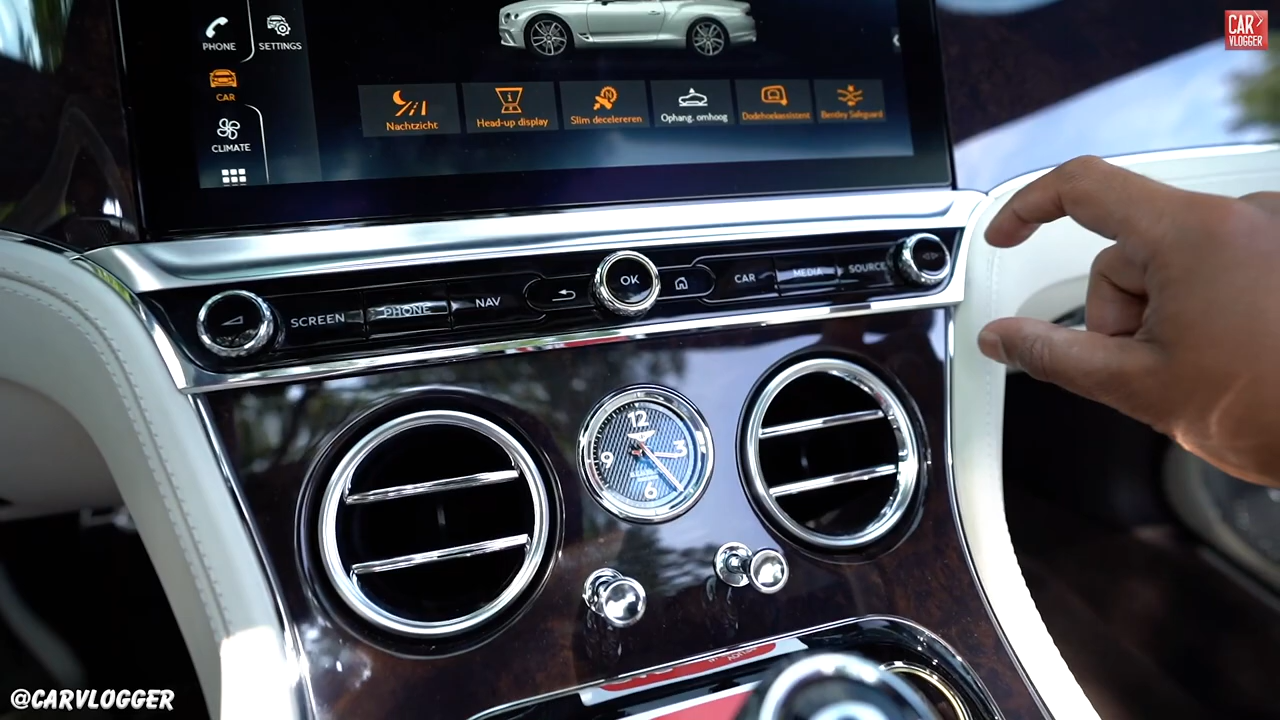 CAR
VLOGGER
PHONE
SETTINGS
CAR
CLIMATE
Nachtzicht
Head-up display
Slim decelereren
Ophang. omhoog
Dodehoekassistent
Bentley Safeguard
SCREEN
PHONE
NAV
OK
CAR
MEDIA
SOURCE
12
3
6
9
@CARVLOGGER